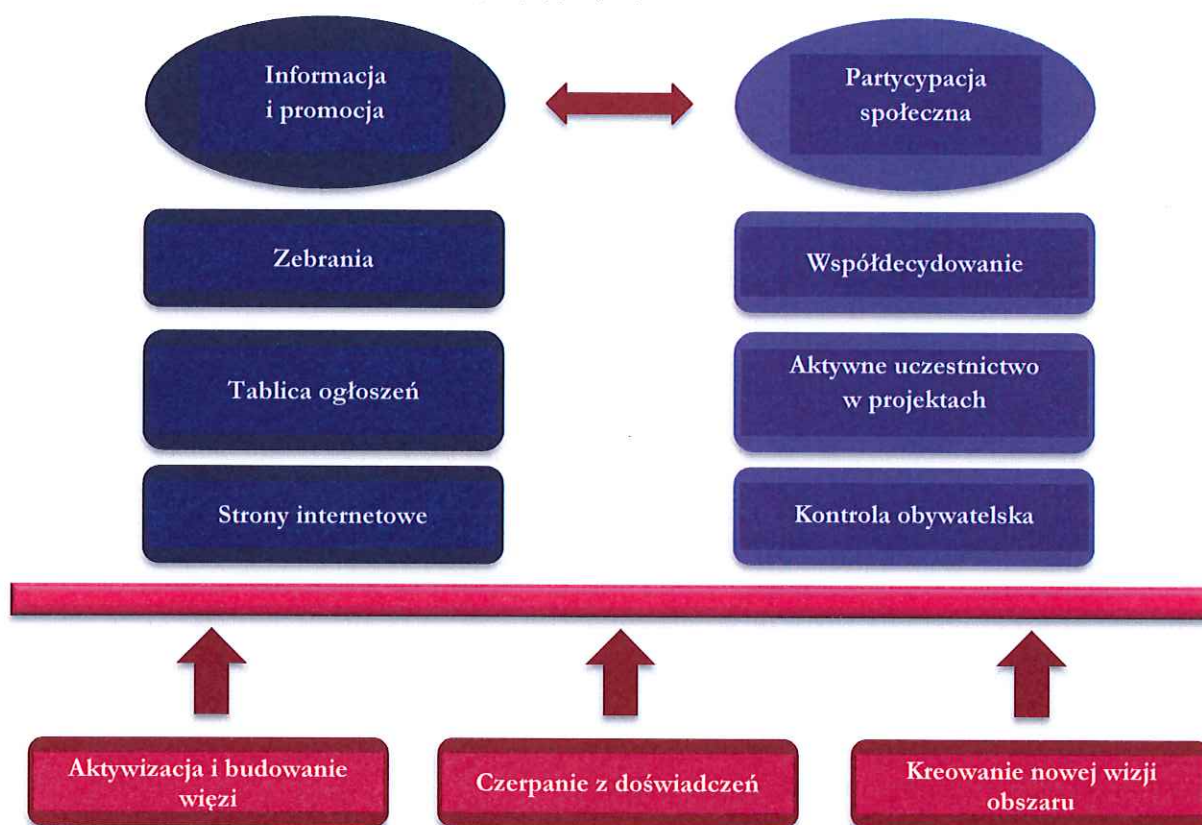 Informacja
i promocja
Partycypacja
społeczna
Zebrania
Współdecydowanie
Tablica ogłoszeń
Aktywne uczestnictwo
w projektach
Strony internetowe
Kontrola obywatelska
Aktywizacja i budowanie
więzi
Czerpanie z doświadczeń
Kreowanie nowej wizji
obszaru